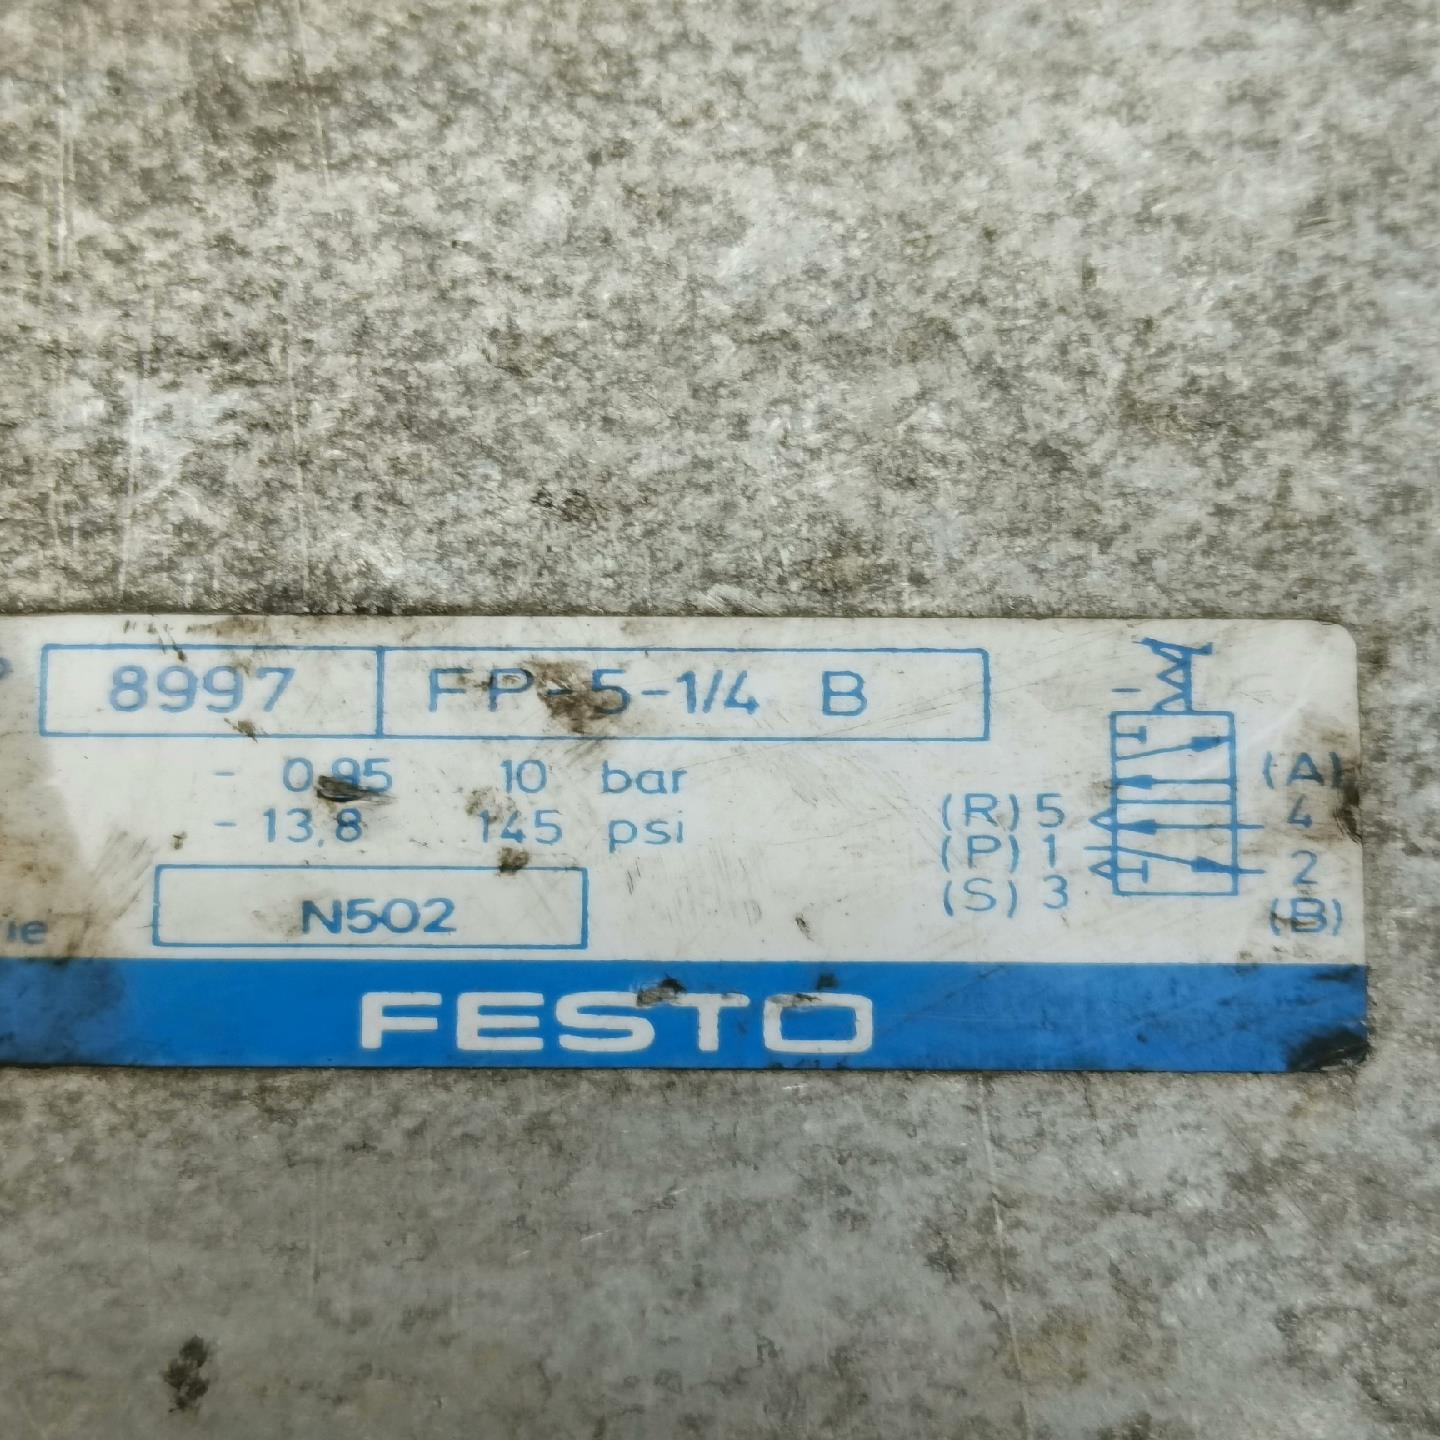 8997 FP-5-1/4 B
- 0,95 10 bar
- 13,8 145 psi
N502
FESTO
(R) 5
(P) 1
(S) 3
(A)
4
2
(B)